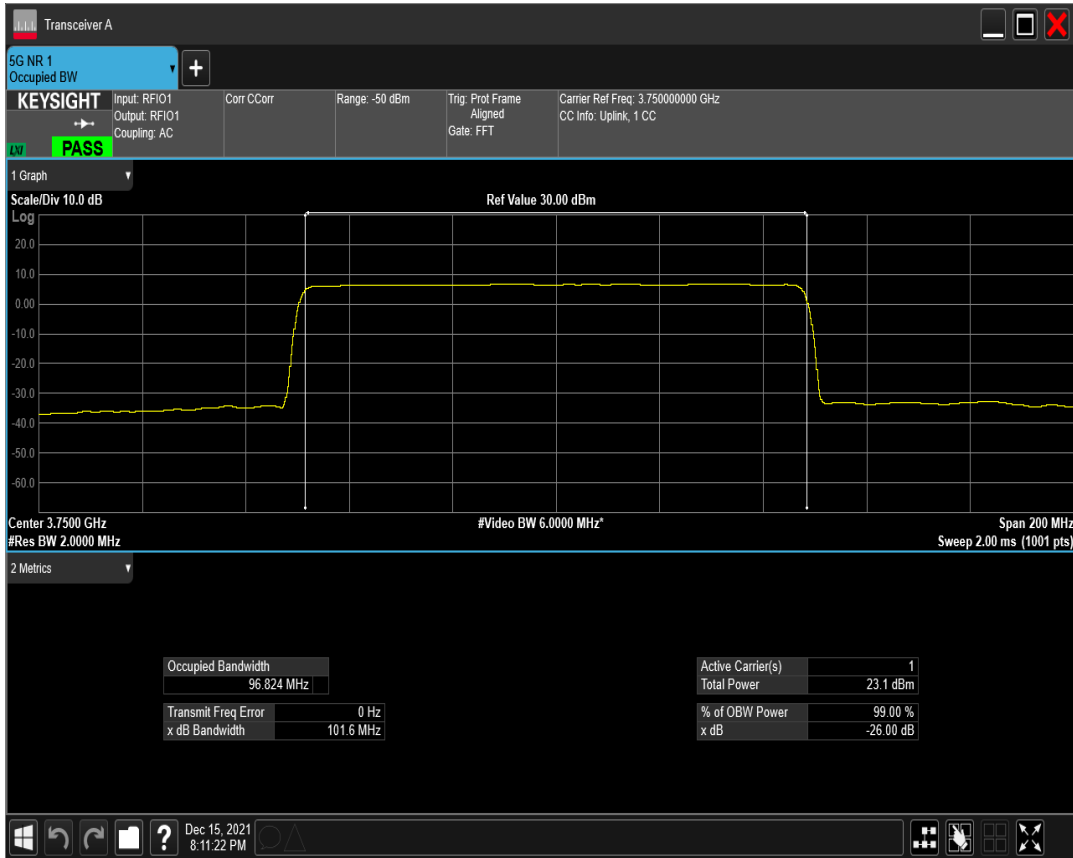 Transceiver A
5G NR 1
Occupied BW
KEYSIGHT
LXI
PASS
Input: RFIO1
Output: RFIO1
Coupling: AC
Corr CCorr
Range: -50 dBm
Trig: Prot Frame
Aligned
Gate: FFT
Carrier Ref Freq: 3.750000000 GHz
CC Info: Uplink, 1 CC
1 Graph
Scale/Div 10.0 dB
Ref Value 30.00 dBm
Log
20.0
10.0
0.00
-10.0
-20.0
-30.0
-40.0
-50.0
-60.0
Center 3.7500 GHz
#Video BW 6.0000 MHz*
Span 200 MHz
#Res BW 2.0000 MHz
Sweep 2.00 ms (1001 pts)
2 Metrics
Occupied Bandwidth
96.824 MHz
Transmit Freq Error 0 Hz
x dB Bandwidth 101.6 MHz
Active Carrier(s) 1
Total Power 23.1 dBm
% of OBW Power 99.00 %
x dB -26.00 dB
?
Dec 15, 2021
8:11:22 PM